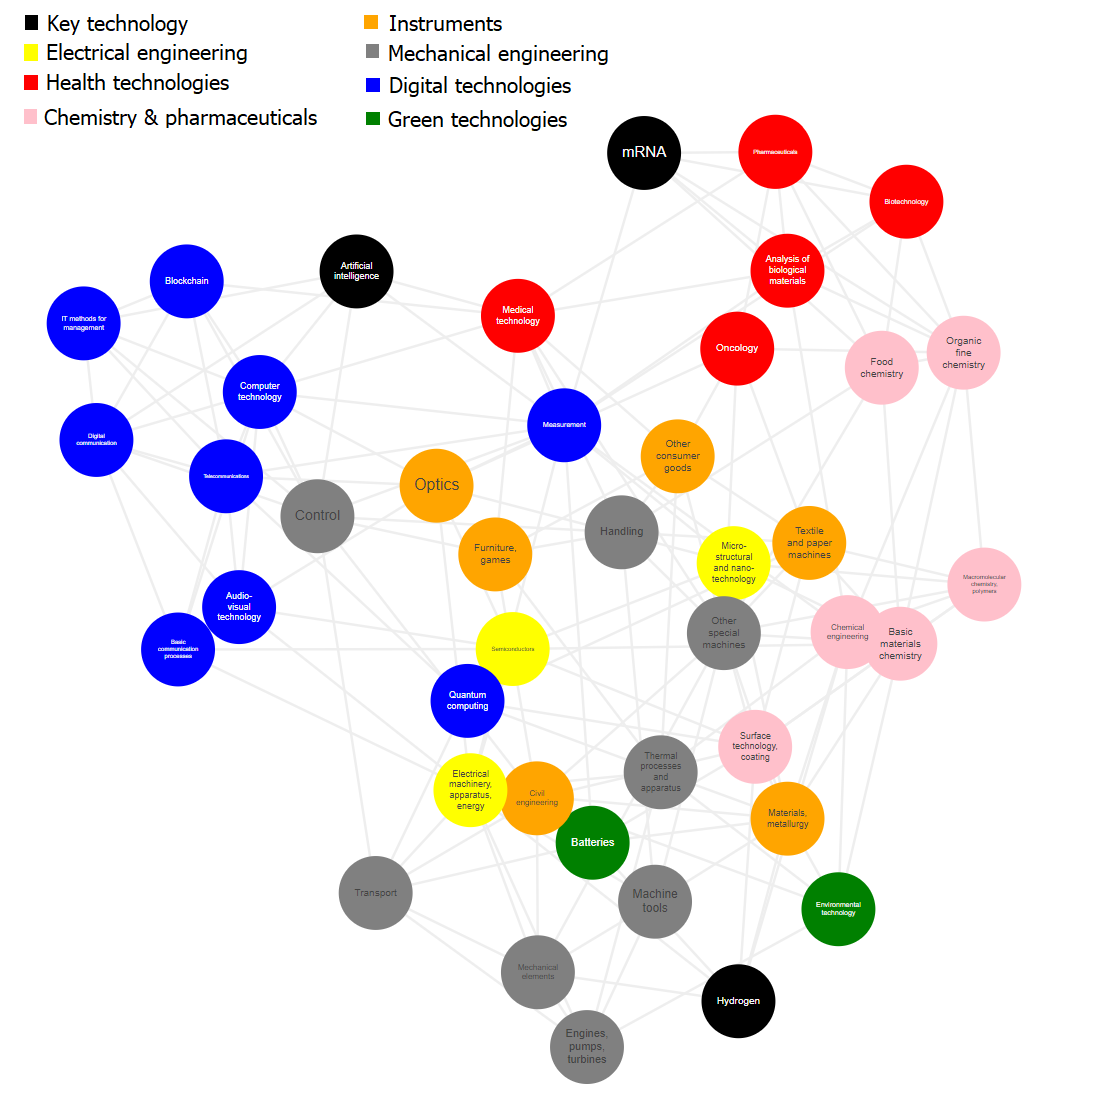 Key technology
Electrical engineering
Health technologies
Chemistry & pharmaceuticals
Instruments
Mechanical engineering
Digital technologies
Green technologies
mRNA
Pharmaceuticals
Biotechnology
Analysis of
biological
materials
Artificial
intelligence
Blockchain
IT methods for
management
Medical
technology
Oncology
Food
chemistry
Organic
fine
chemistry
Computer
technology
Digital
communication
Measurement
Other
consumer
goods
Telecommunications
Optics
Control
Handling
Furniture,
games
Micro-
structural
and nano-
technology
Textile
and paper
machines
Macromolecular
chemistry,
polymers
Audio-
visual
technology
Basic
communication
processes
Semiconductors
Other
special
machines
Chemical
engineering
Basic
materials
chemistry
Quantum
computing
Surface
technology,
coating
Thermal
processes
and
apparatus
Electrical
machinery,
apparatus,
energy
Civil
engineering
Materials,
metallurgy
Batteries
Transport
Machine
tools
Environmental
technology
Mechanical
elements
Hydrogen
Engines,
pumps,
turbines